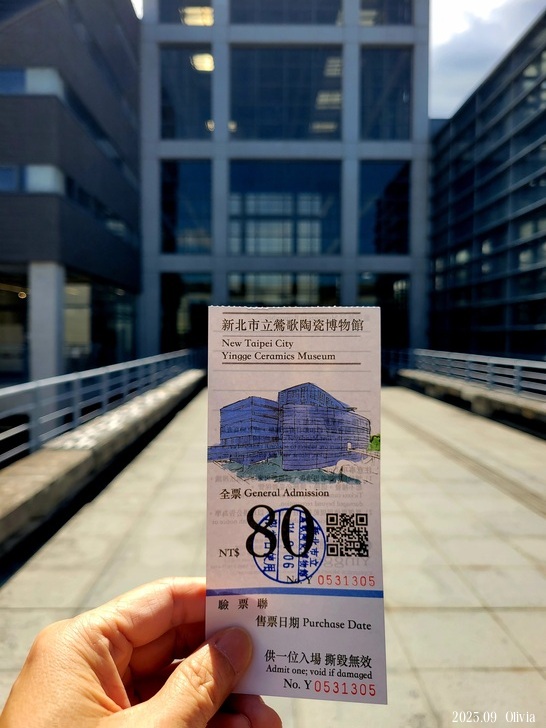 新北市立鶯歌陶瓷博物館
New Taipei City
Yingge Ceramics Museum
全票 General Admission
NT$ 80
No. Y 0531305
驗 票 聯
售票日期 Purchase Date
供一位入場 撕毀無效
Admit one; void if damaged
No. Y 0531305
2025.09 Olivia